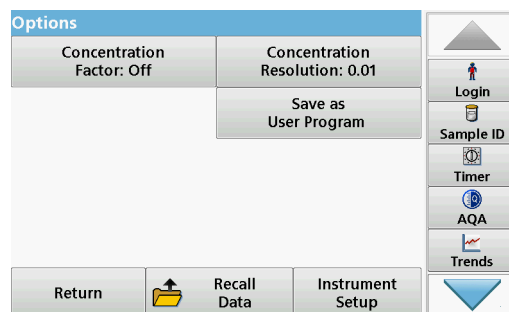 Options
Concentration
Factor: Off
Concentration
Resolution: 0.01
Save as
User Program
Login
Sample ID
Timer
AQA
Trends
Return
Recall
Data
Instrument
Setup